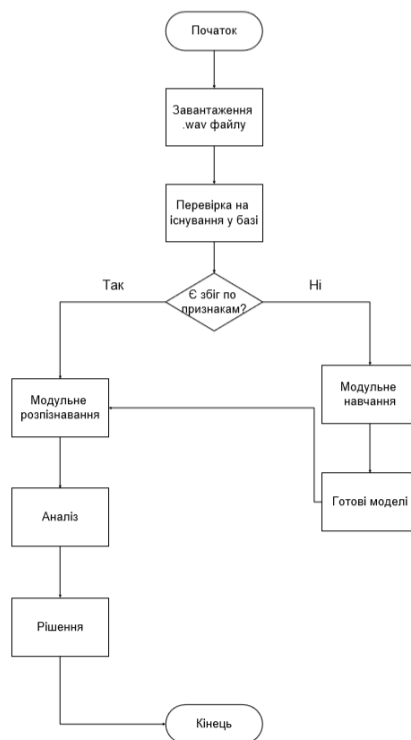 Початок
Завантаження
.wav файлу
Перевірка на
існування у базі
Є збіг по
признакам?
Так
Ні
Модульне
розпізнавання
Модульне
навчання
Аналіз
Готові моделі
Рішення
Кінець